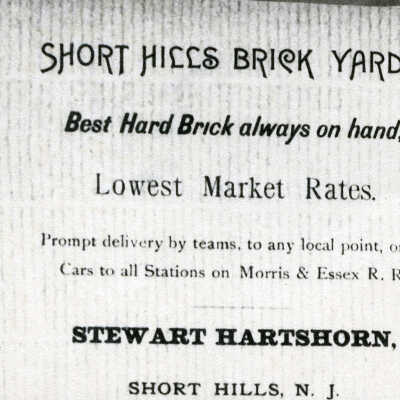 SHORT HILLS BRICK YARD
Best Hard Brick always on hand,
Lowest Market Rates.
Prompt delivery by teams, to any local point, o
Cars to all Stations on Morris & Essex R. R
STEWART HARTSHORN,
SHORT HILLS, N. J.